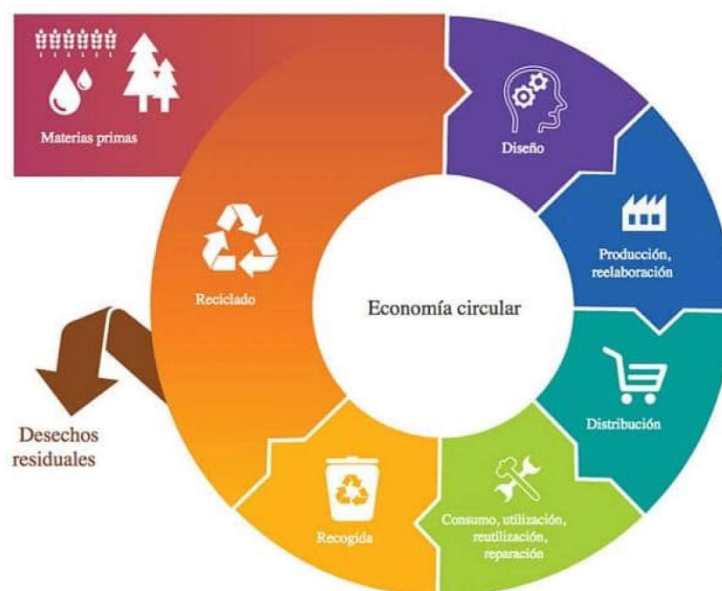 Materias primas
Diseño
Producción,
reelaboración
Reciclado
Economía circular
Distribución
Desechos
residuales
Recogida
Consumo, utilización,
reutilización,
reparación